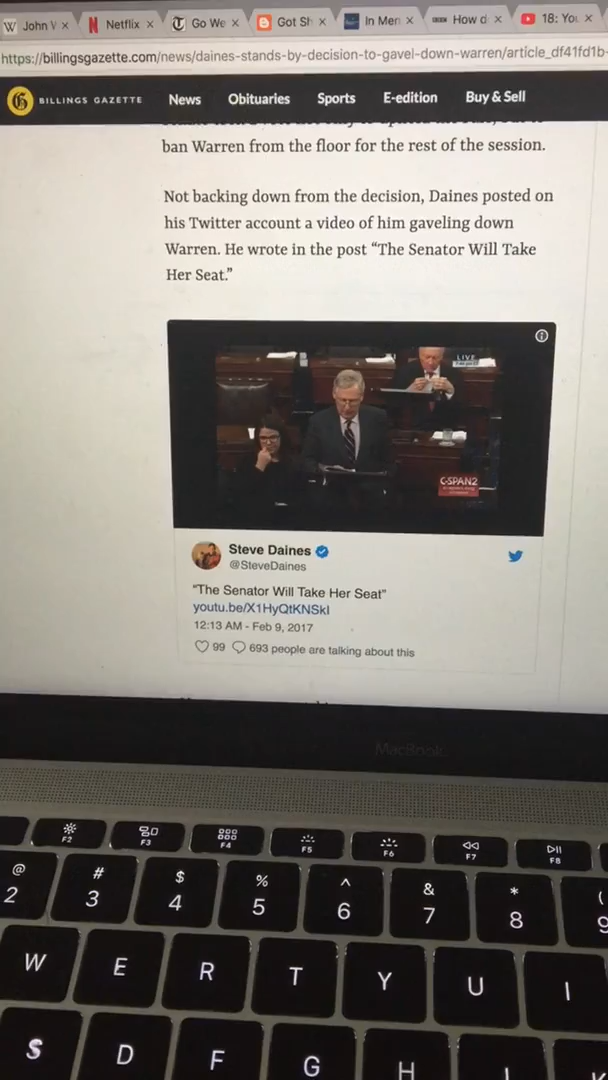 John V
Netflix
Go We
Got Sh
In Men
How d
18: You
https://billingsgazette.com/news/daines-stands-by-decision-to-gavel-down-warren/article_df41fd1b-
BILLINGS GAZETTE
News
Obituaries
Sports
E-edition
Buy & Sell
ban Warren from the floor for the rest of the session.
Not backing down from the decision, Daines posted on
his Twitter account a video of him gaveling down
Warren. He wrote in the post “The Senator Will Take
Her Seat.”
LIVE
C-SPAN2
Steve Daines
@SteveDaines
"The Senator Will Take Her Seat"
youtu.be/X1HyQtKNSkI
12:13 AM - Feb 9, 2017
99
693 people are talking about this
MacBook
F2
F3
F4
F5
F6
F7
F8
@ # $ % ^ & * (
2 3 4 5 6 7 8 9
W E R T Y U I
S D F G H